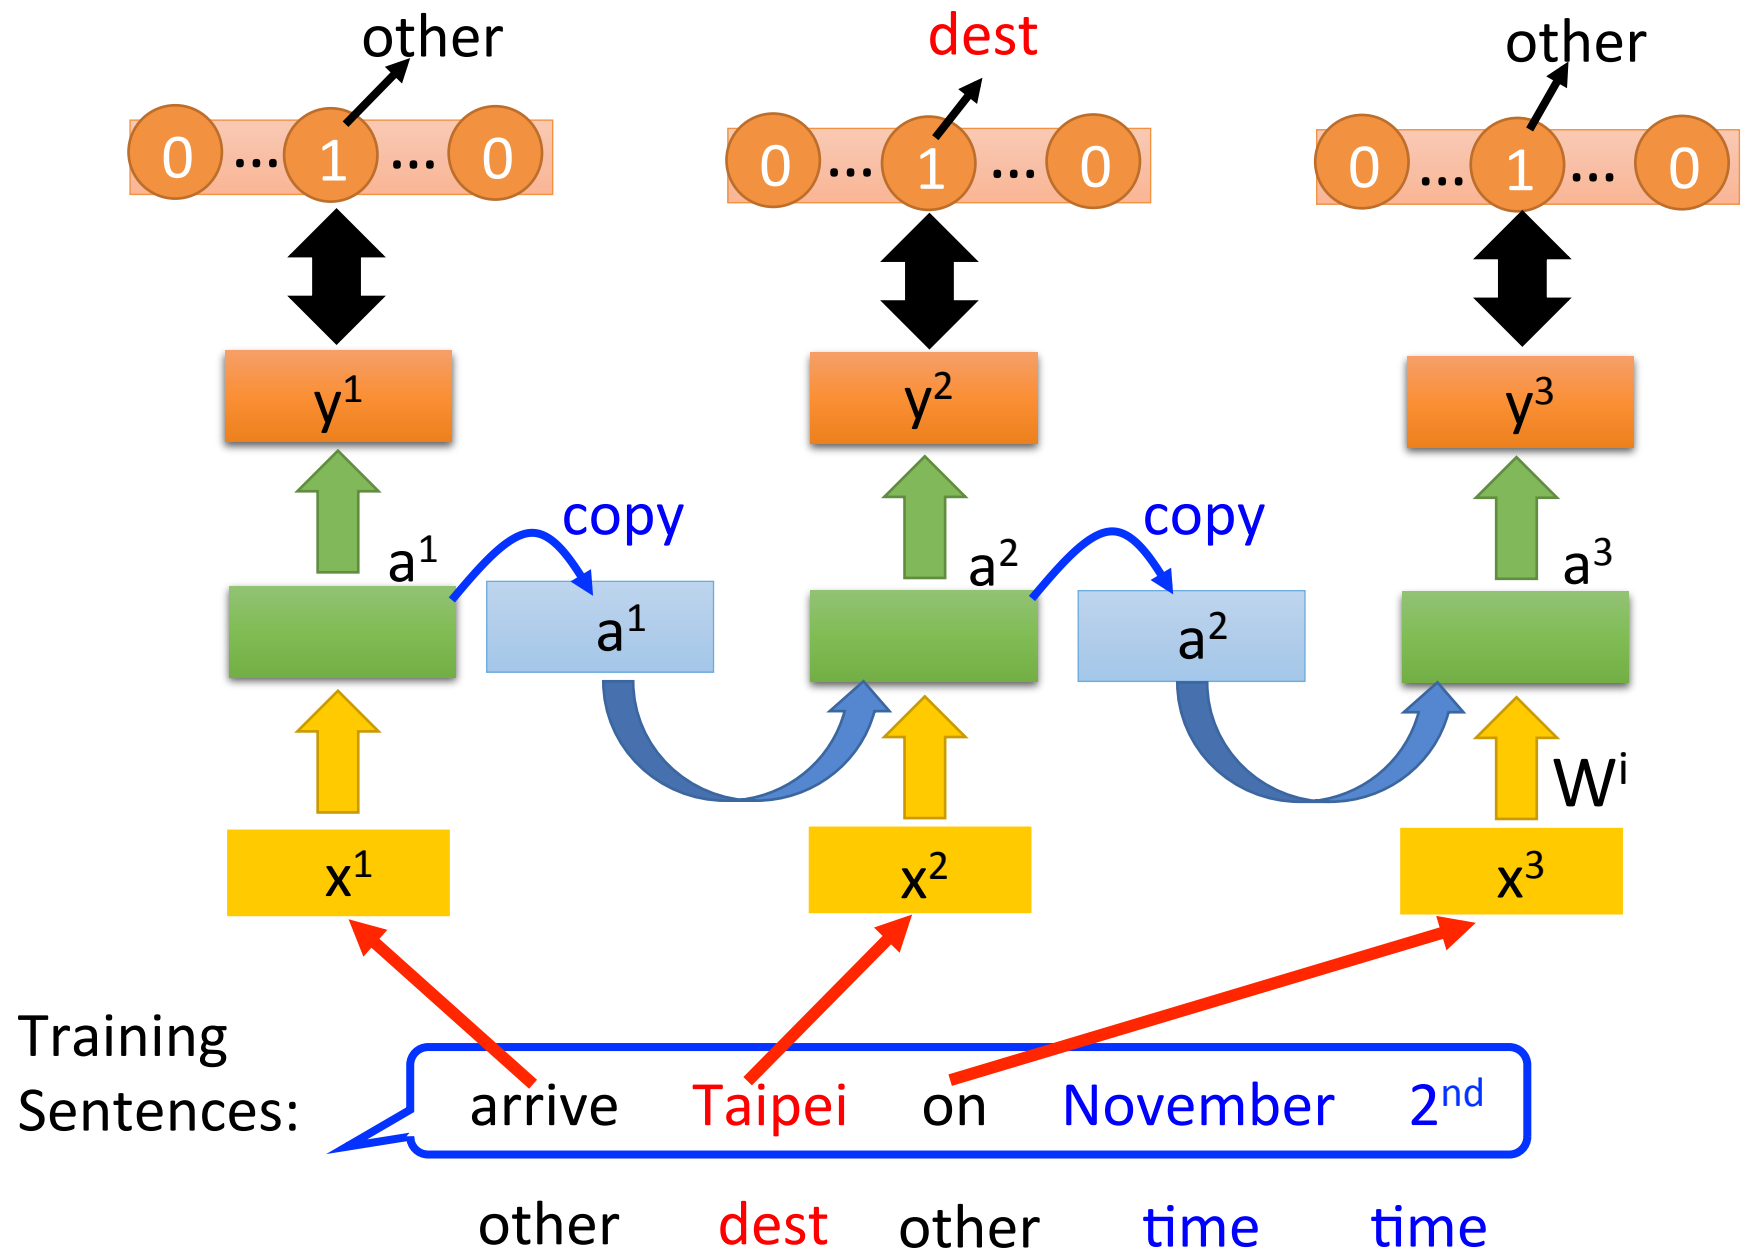 other dest other
0 ... 1 ... 0 0 ... 1 ... 0 0 ... 1 ... 0
y¹ y² y³
copy copy
a¹ a² a³
a¹ a²
Wⁱ
x¹ x² x³
Training
Sentences:
arrive Taipei on November 2ⁿᵈ
other dest other time time